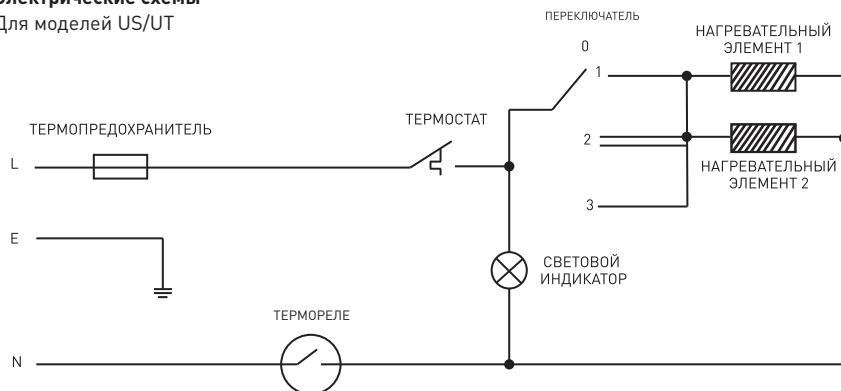 электрические схемы
Для моделей US/UT
ПЕРЕКЛЮЧАТЕЛЬ
0
1
НАГРЕВАТЕЛЬНЫЙ
ЭЛЕМЕНТ 1
ТЕРМОПРЕДОХРАНИТЕЛЬ
ТЕРМОСТАТ
L
2
НАГРЕВАТЕЛЬНЫЙ
ЭЛЕМЕНТ 2
3
E
СВЕТОВОЙ
ИНДИКАТОР
ТЕРМОРЕЛЕ
N